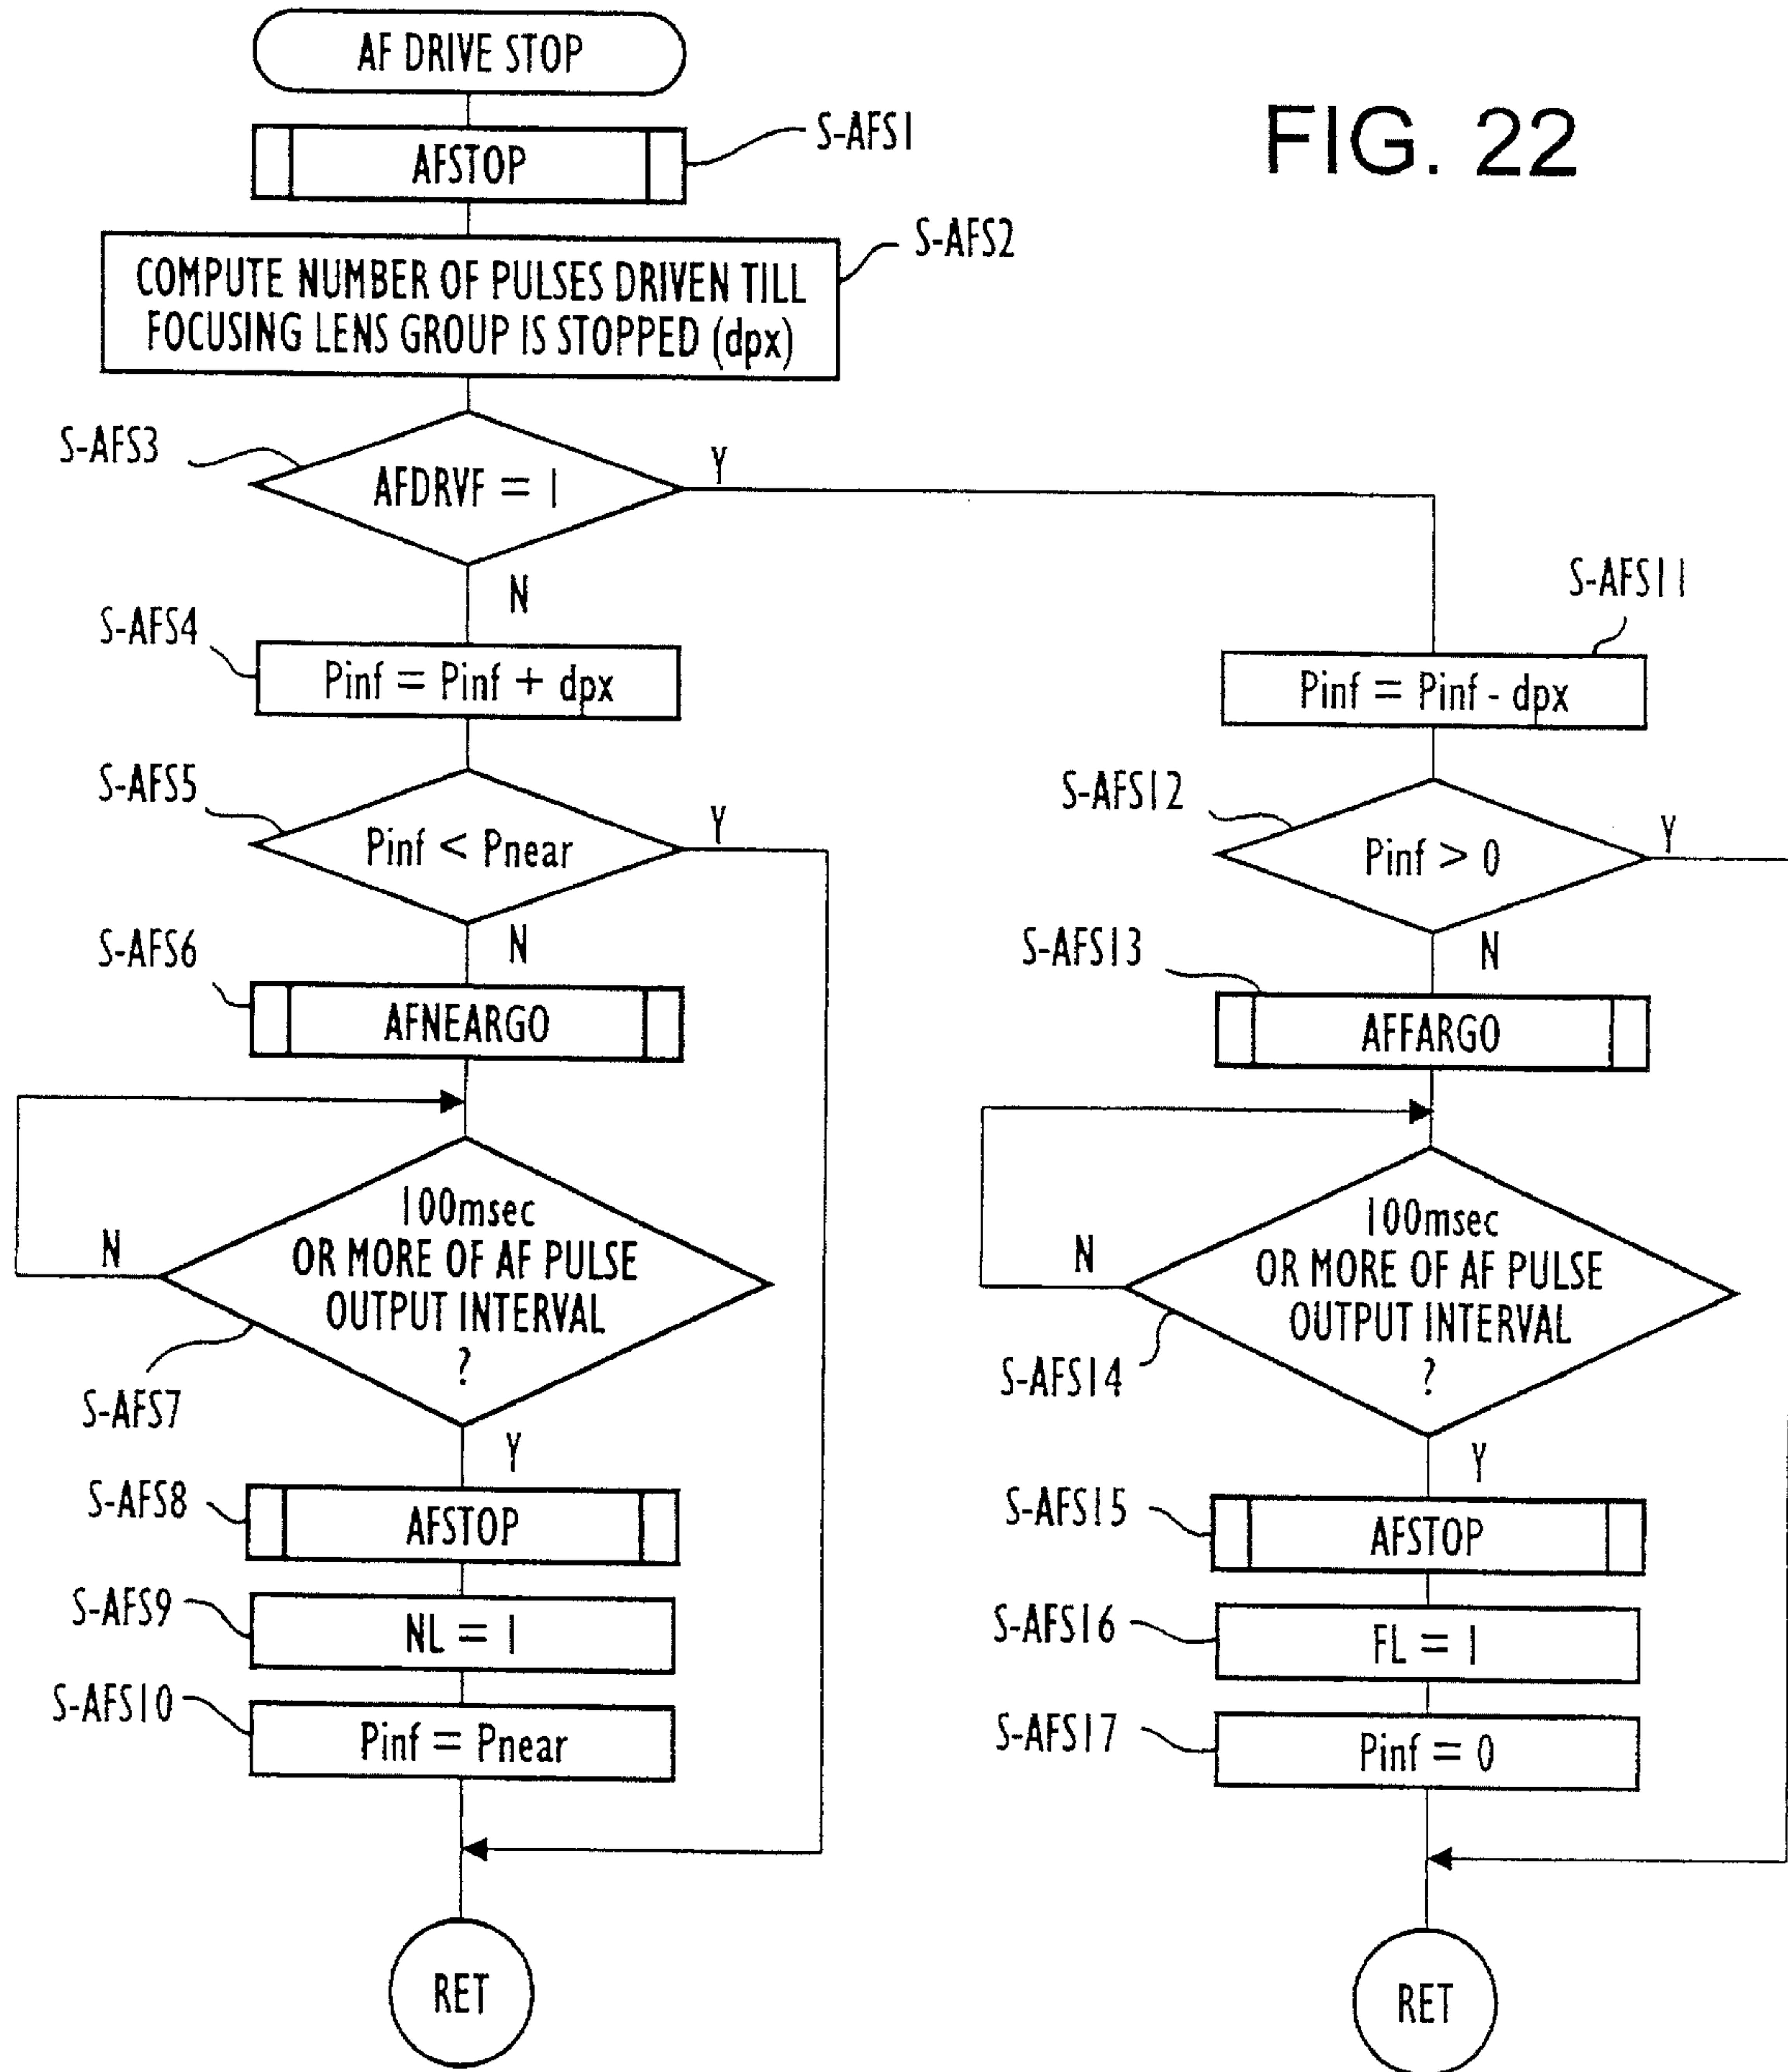 FIG. 22
AF DRIVE STOP
AFSTOP
S-AFS1
COMPUTE NUMBER OF PULSES DRIVEN TILL
FOCUSING LENS GROUP IS STOPPED (dpx)
S-AFS2
S-AFS3
AFDRVF = 1
Y
N
S-AFS4
Pinf = Pinf + dpx
S-AFS5
Pinf < Pnear
Y
N
S-AFS6
AFNEARGO
100msec
OR MORE OF AF PULSE
OUTPUT INTERVAL
?
N
S-AFS7
Y
S-AFS8
AFSTOP
S-AFS9
NL = 1
S-AFS10
Pinf = Pnear
RET
S-AFS11
Pinf = Pinf - dpx
S-AFS12
Pinf > 0
Y
N
S-AFS13
AFFARGO
100msec
OR MORE OF AF PULSE
OUTPUT INTERVAL
?
N
S-AFS14
Y
S-AFS15
AFSTOP
S-AFS16
FL = 1
S-AFS17
Pinf = 0
RET